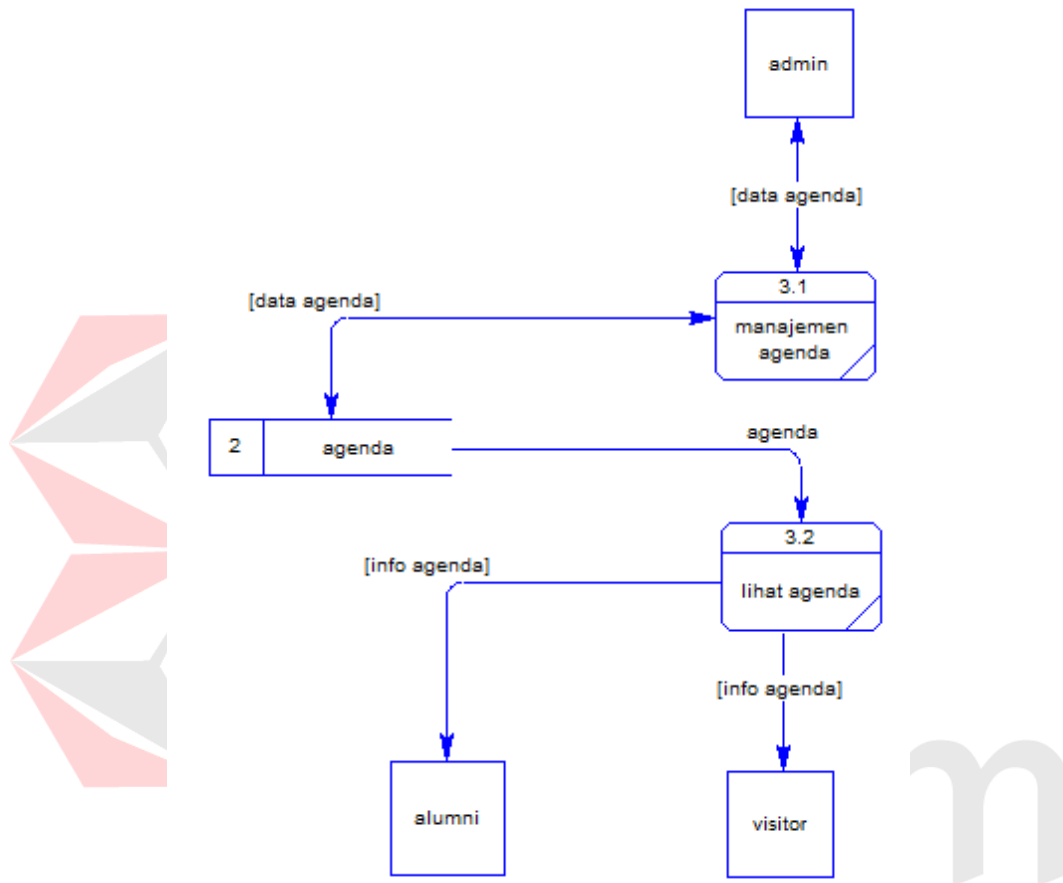 admin
[data agenda]
3.1
manajemen
agenda
[data agenda]
2
agenda
agenda
3.2
lihat agenda
[info agenda]
[info agenda]
alumni
visitor